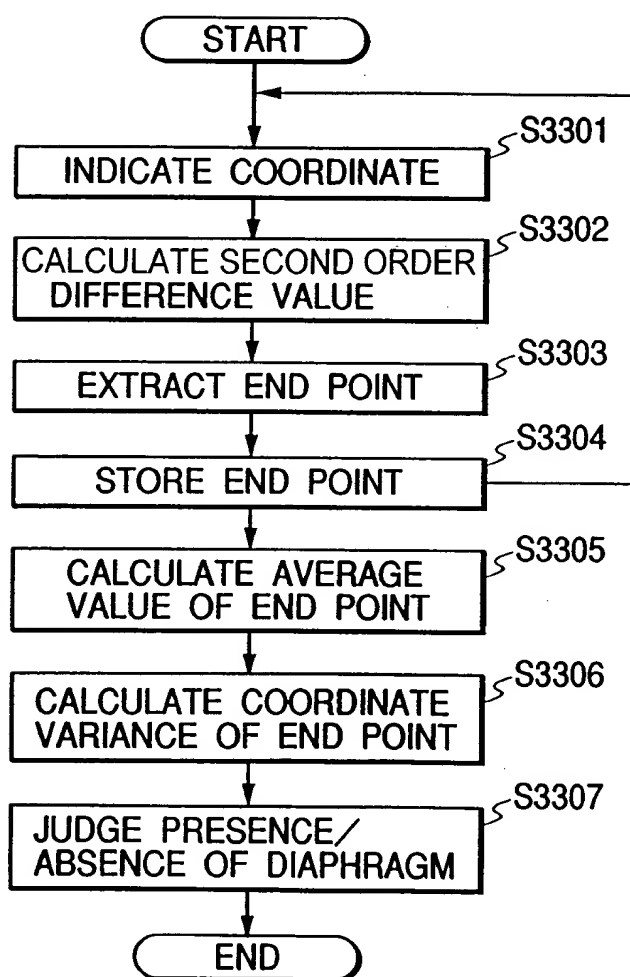 START
S3301
INDICATE COORDINATE
S3302
CALCULATE SECOND ORDER
DIFFERENCE VALUE
S3303
EXTRACT END POINT
S3304
STORE END POINT
S3305
CALCULATE AVERAGE
VALUE OF END POINT
S3306
CALCULATE COORDINATE
VARIANCE OF END POINT
S3307
JUDGE PRESENCE/
ABSENCE OF DIAPHRAGM
END